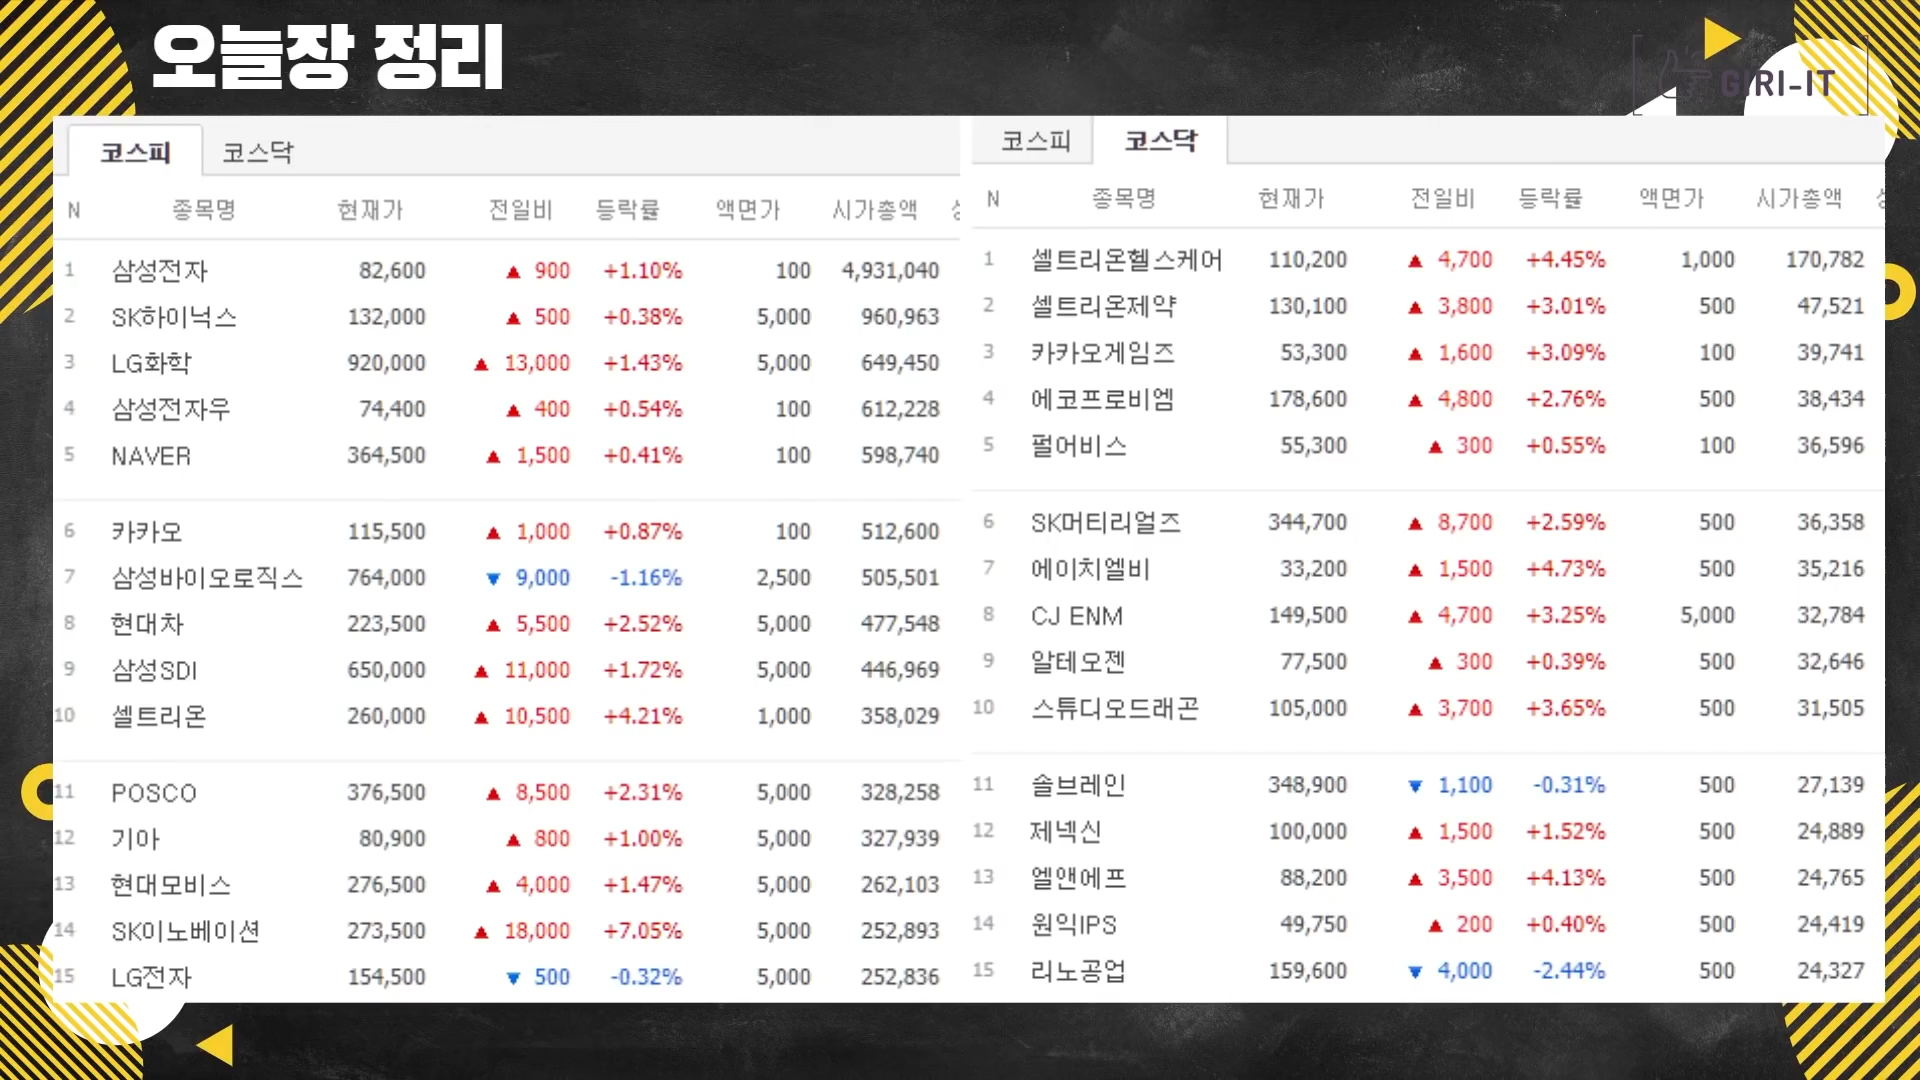 오늘장 정리
GIRI-IT
코스피 코스닥
N 종목명 현재가 전일비 등락률 액면가 시가총액
1 삼성전자 82,600 ▲ 900 +1.10% 100 4,931,040
2 SK하이닉스 132,000 ▲ 500 +0.38% 5,000 960,963
3 LG화학 920,000 ▲ 13,000 +1.43% 5,000 649,450
4 삼성전자우 74,400 ▲ 400 +0.54% 100 612,228
5 NAVER 364,500 ▲ 1,500 +0.41% 100 598,740
6 카카오 115,500 ▲ 1,000 +0.87% 100 512,600
7 삼성바이오로직스 764,000 ▼ 9,000 -1.16% 2,500 505,501
8 현대차 223,500 ▲ 5,500 +2.52% 5,000 477,548
9 삼성SDI 650,000 ▲ 11,000 +1.72% 5,000 446,969
10 셀트리온 260,000 ▲ 10,500 +4.21% 1,000 358,029
11 POSCO 376,500 ▲ 8,500 +2.31% 5,000 328,258
12 기아 80,900 ▲ 800 +1.00% 5,000 327,939
13 현대모비스 276,500 ▲ 4,000 +1.47% 5,000 262,103
14 SK이노베이션 273,500 ▲ 18,000 +7.05% 5,000 252,893
15 LG전자 154,500 ▼ 500 -0.32% 5,000 252,836
코스피 코스닥
N 종목명 현재가 전일비 등락률 액면가 시가총액
1 셀트리온헬스케어 110,200 ▲ 4,700 +4.45% 1,000 170,782
2 셀트리온제약 130,100 ▲ 3,800 +3.01% 500 47,521
3 카카오게임즈 53,300 ▲ 1,600 +3.09% 100 39,741
4 에코프로비엠 178,600 ▲ 4,800 +2.76% 500 38,434
5 펄어비스 55,300 ▲ 300 +0.55% 100 36,596
6 SK머티리얼즈 344,700 ▲ 8,700 +2.59% 500 36,358
7 에이치엘비 33,200 ▲ 1,500 +4.73% 500 35,216
8 CJ ENM 149,500 ▲ 4,700 +3.25% 5,000 32,784
9 알테오젠 77,500 ▲ 300 +0.39% 500 32,646
10 스튜디오드래곤 105,000 ▲ 3,700 +3.65% 500 31,505
11 솔브레인 348,900 ▼ 1,100 -0.31% 500 27,139
12 제넥신 100,000 ▲ 1,500 +1.52% 500 24,889
13 엘앤에프 88,200 ▲ 3,500 +4.13% 500 24,765
14 원익IPS 49,750 ▲ 200 +0.40% 500 24,419
15 리노공업 159,600 ▼ 4,000 -2.44% 500 24,327